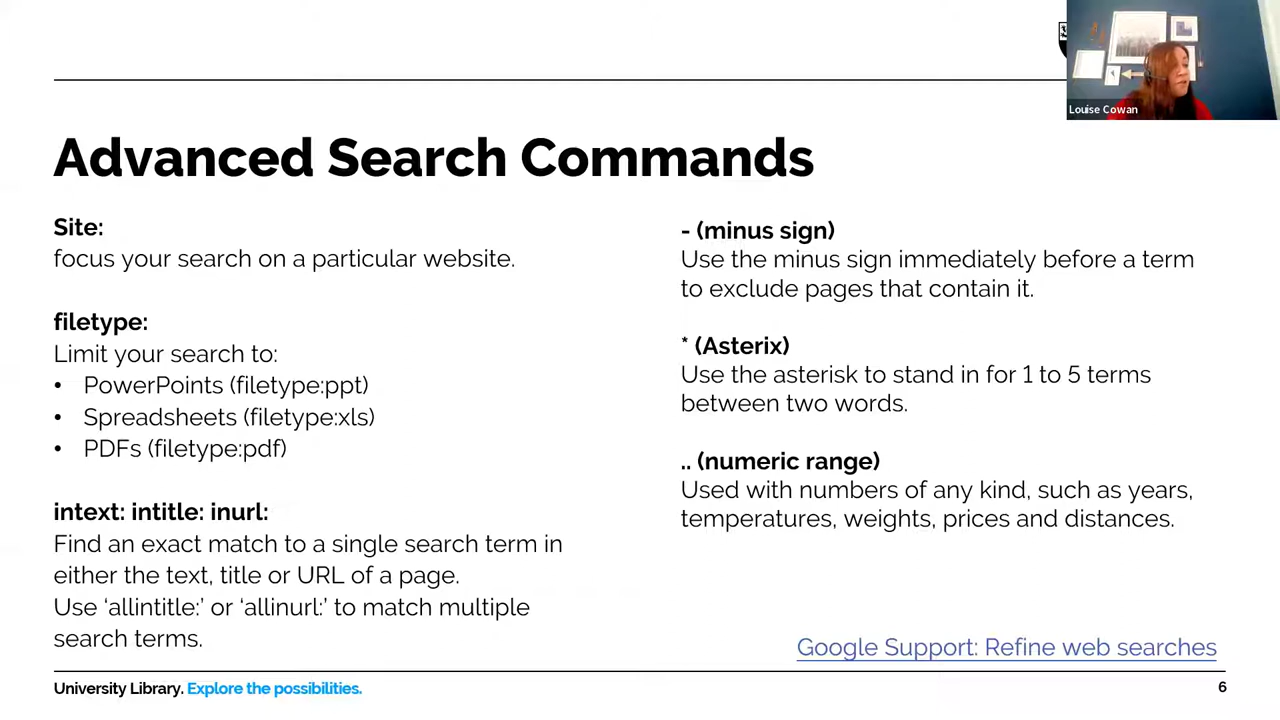 Louise Cowan
Advanced Search Commands
Site:
focus your search on a particular website.
filetype:
Limit your search to:
• PowerPoints (filetype:ppt)
• Spreadsheets (filetype:xls)
• PDFs (filetype:pdf)
intext: intitle: inurl:
Find an exact match to a single search term in
either the text, title or URL of a page.
Use ‘allintitle:’ or ‘allinurl:’ to match multiple
search terms.
- (minus sign)
Use the minus sign immediately before a term
to exclude pages that contain it.
* (Asterix)
Use the asterisk to stand in for 1 to 5 terms
between two words.
.. (numeric range)
Used with numbers of any kind, such as years,
temperatures, weights, prices and distances.
Google Support: Refine web searches
University Library. Explore the possibilities.
6